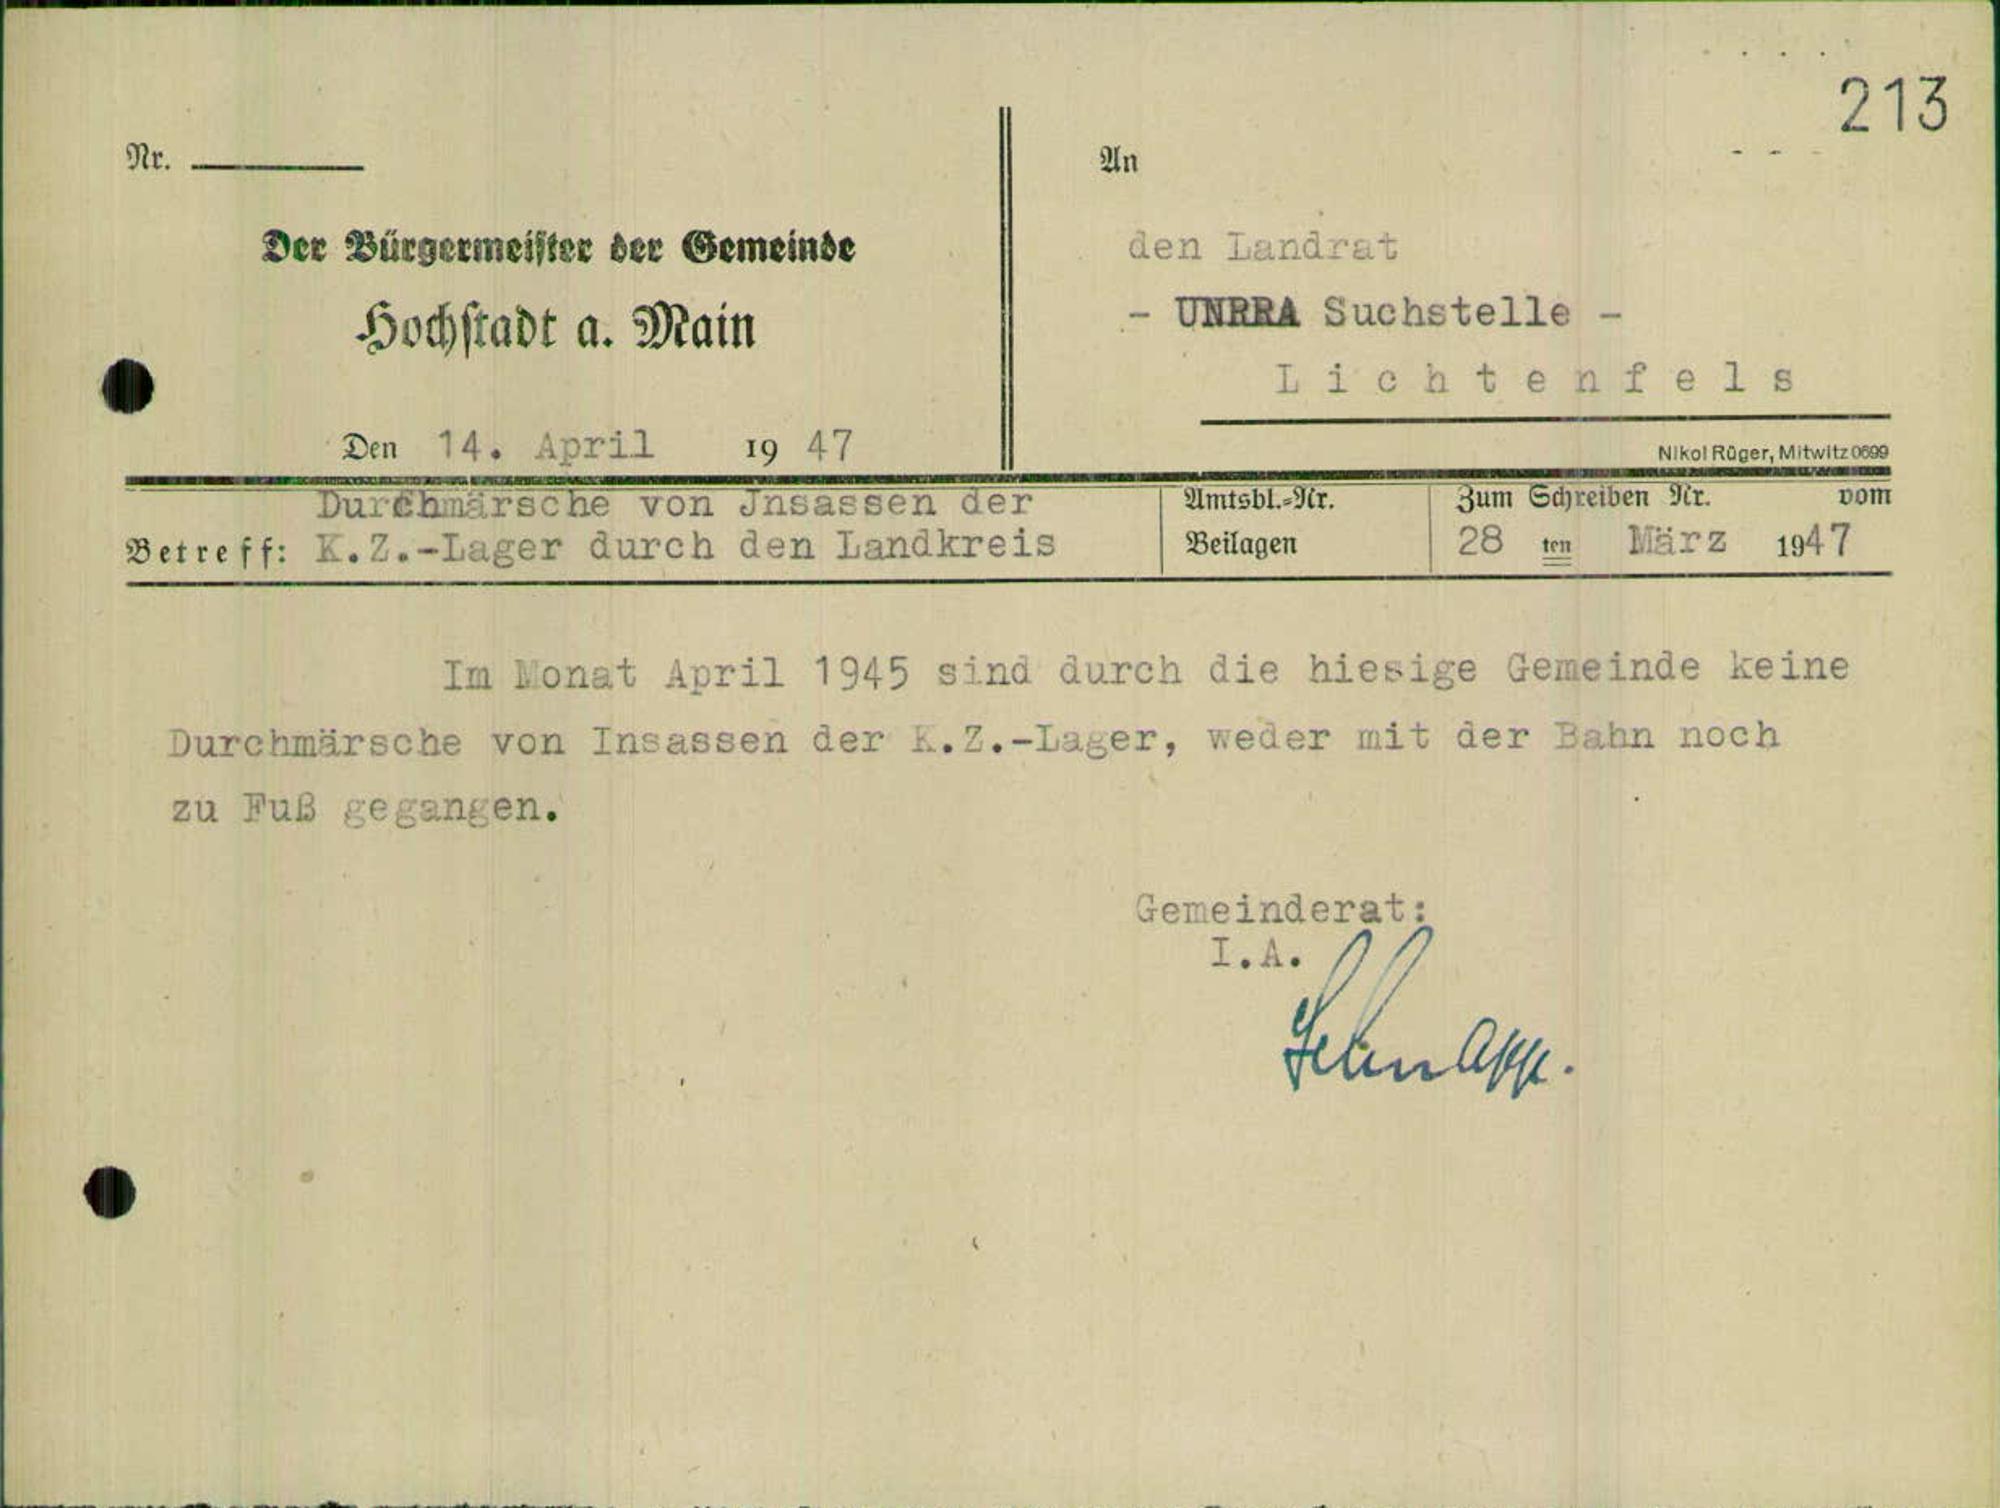 213
Nr.
Der Bürgermeister der Gemeinde
Hochstadt a. Main
Den 14. April 1947
An
den Landrat
- UNRRA Suchstelle -
Lichtenfels
Nikol Rüger, Mitwitz 0699
Durchmärsche von Jnsassen der
Betreff: K.Z.-Lager durch den Landkreis
Amtsbl.-Nr.
Beilagen
Zum Schreiben Nr. vom
28 ten März 1947
Im Monat April 1945 sind durch die hiesige Gemeinde keine
Durchmärsche von Insassen der K.Z.-Lager, weder mit der Bahn noch
zu Fuß gegangen.
Gemeinderat:
I.A.